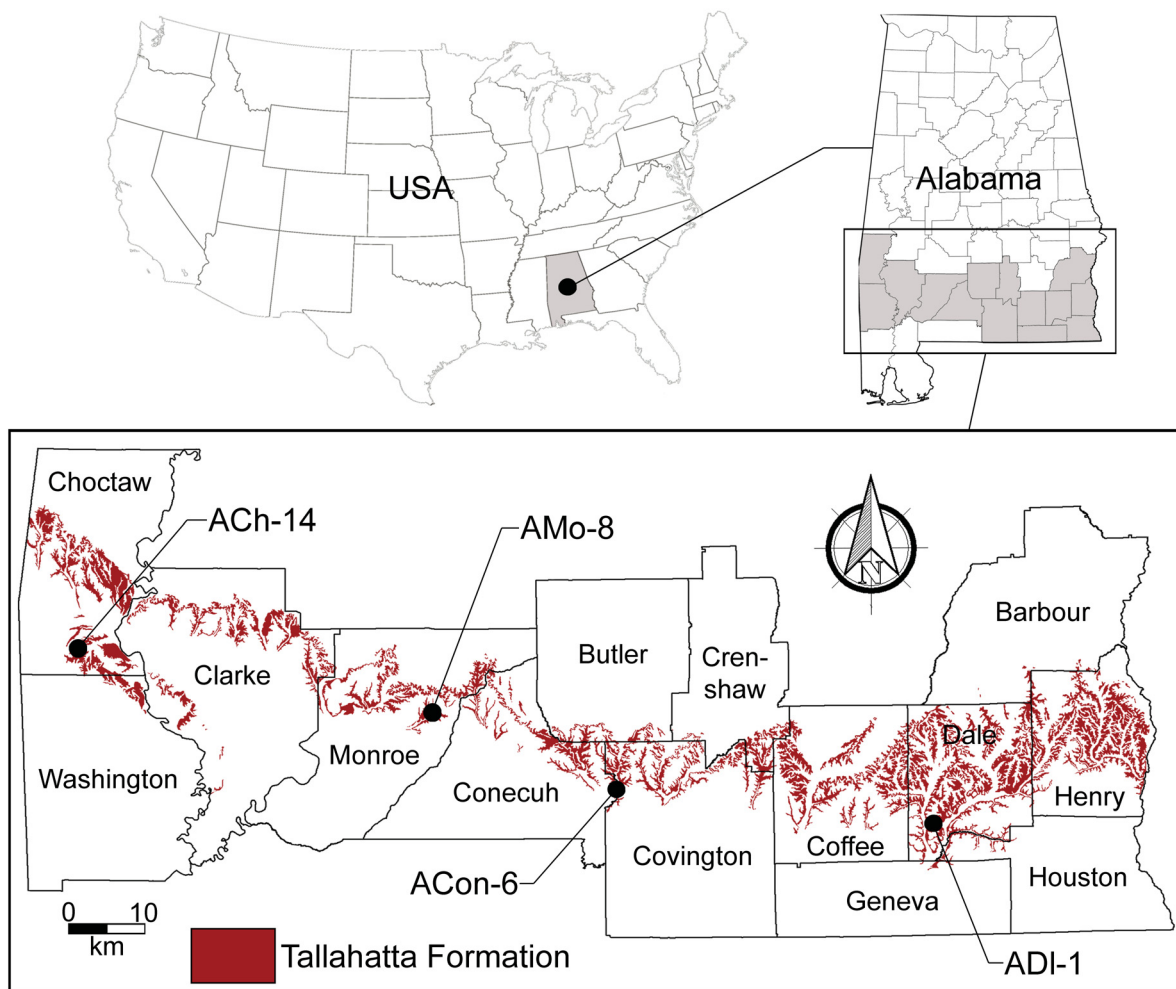 USA
Alabama
Choctaw
ACh-14
AMo-8
N
Barbour
Butler
Cren-
shaw
Clarke
Dale
Monroe
Washington
Conecuh
Henry
Coffee
Covington
ACon-6
Houston
Geneva
0 10
km
Tallahatta Formation
ADl-1